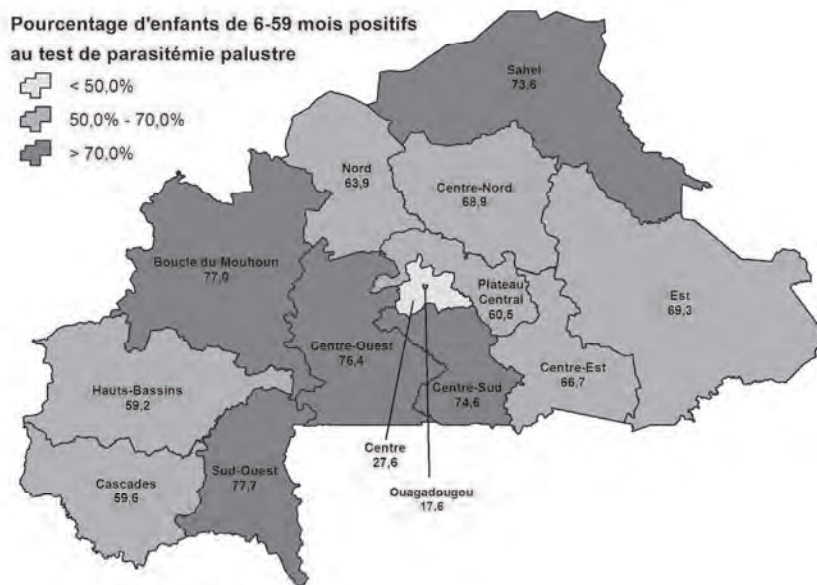 Pourcentage d'enfants de 6-59 mois positifs
au test de parasitémie palustre
< 50,0%
50,0% - 70,0%
> 70,0%
Sahel
73,6
Nord
63,9
Centre-Nord
68,9
Boucle du Mouhoun
77,0
Plateau
Central
60,5
Est
69,3
Centre-Ouest
76,4
Centre-Est
66,7
Hauts-Bassins
59,2
Centre-Sud
74,6
Centre
27,6
Sud-Ouest
77,7
Ouagadougou
17,6
Cascades
59,6